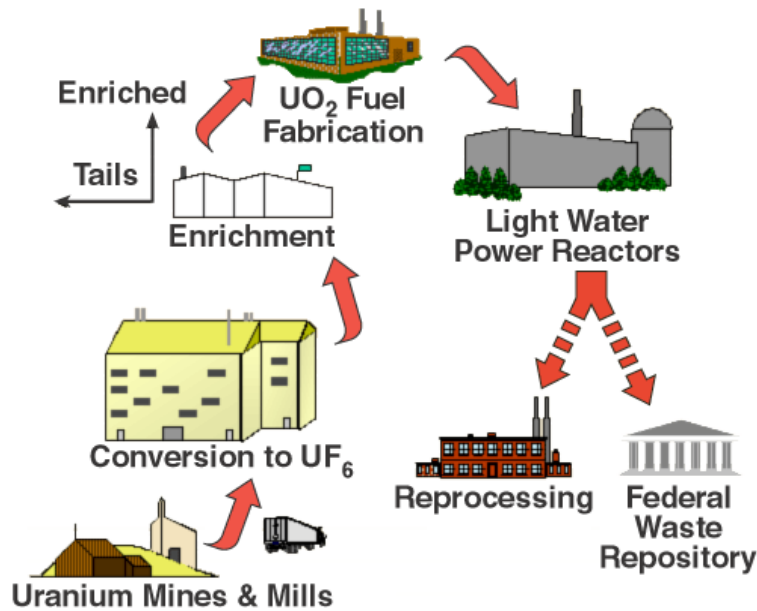 Enriched
Tails
UO₂ Fuel
Fabrication
Enrichment
Light Water
Power Reactors
Conversion to UF₆
Reprocessing
Federal
Waste
Repository
Uranium Mines & Mills